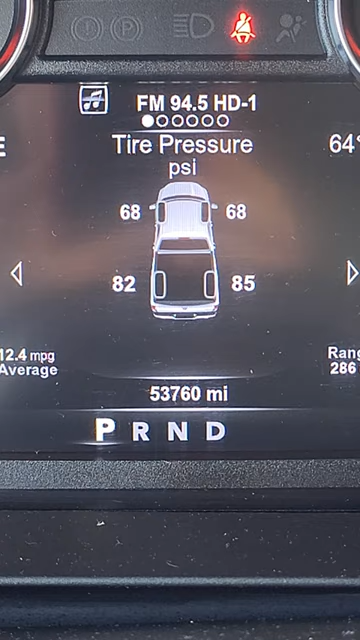 FM 94.5 HD-1
E 64°
Tire Pressure
psi
68 68
82 85
12.4 mpg
Average
Rang
286
53760 mi
P R N D